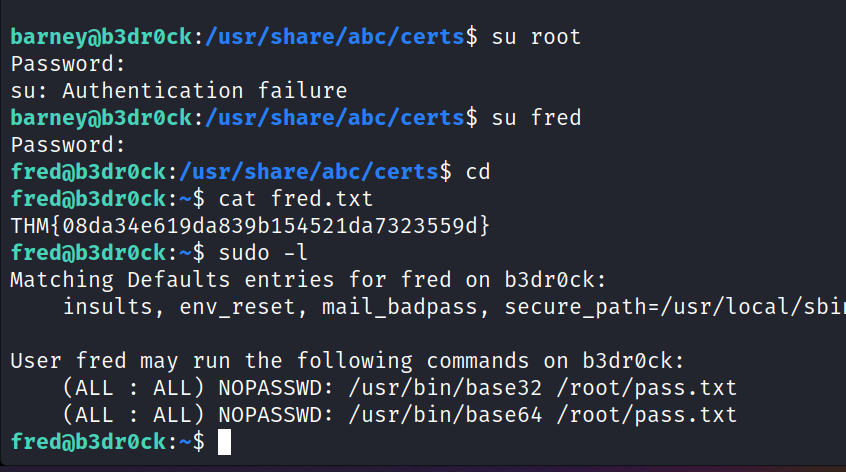 barney@b3dr0ck:/usr/share/abc/certs$ su root
Password:
su: Authentication failure
barney@b3dr0ck:/usr/share/abc/certs$ su fred
Password:
fred@b3dr0ck:/usr/share/abc/certs$ cd
fred@b3dr0ck:~$ cat fred.txt
THM{08da34e619da839b154521da7323559d}
fred@b3dr0ck:~$ sudo -l
Matching Defaults entries for fred on b3dr0ck:
    insults, env_reset, mail_badpass, secure_path=/usr/local/sbin
User fred may run the following commands on b3dr0ck:
    (ALL : ALL) NOPASSWD: /usr/bin/base32 /root/pass.txt
    (ALL : ALL) NOPASSWD: /usr/bin/base64 /root/pass.txt
fred@b3dr0ck:~$